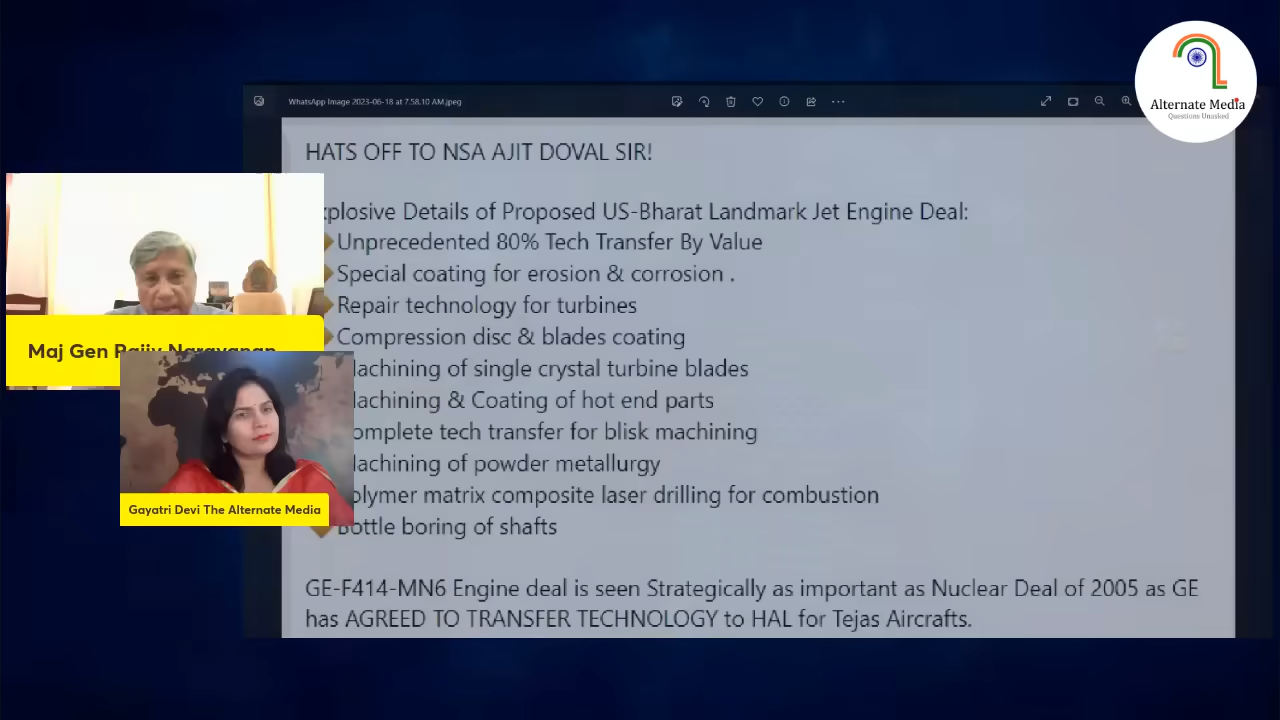 WhatsApp Image 2023-06-18 at 7.58.10 AM.jpeg
Alternate Media
Questions Unasked
HATS OFF TO NSA AJIT DOVAL SIR!
xplosive Details of Proposed US-Bharat Landmark Jet Engine Deal:
Unprecedented 80% Tech Transfer By Value
Special coating for erosion & corrosion .
Repair technology for turbines
Compression disc & blades coating
achining of single crystal turbine blades
achining & Coating of hot end parts
omplete tech transfer for blisk machining
achining of powder metallurgy
olymer matrix composite laser drilling for combustion
Bottle boring of shafts
GE-F414-MN6 Engine deal is seen Strategically as important as Nuclear Deal of 2005 as GE
has AGREED TO TRANSFER TECHNOLOGY to HAL for Tejas Aircrafts.
Maj Gen Rajiv Narayanan
Gayatri Devi The Alternate Media